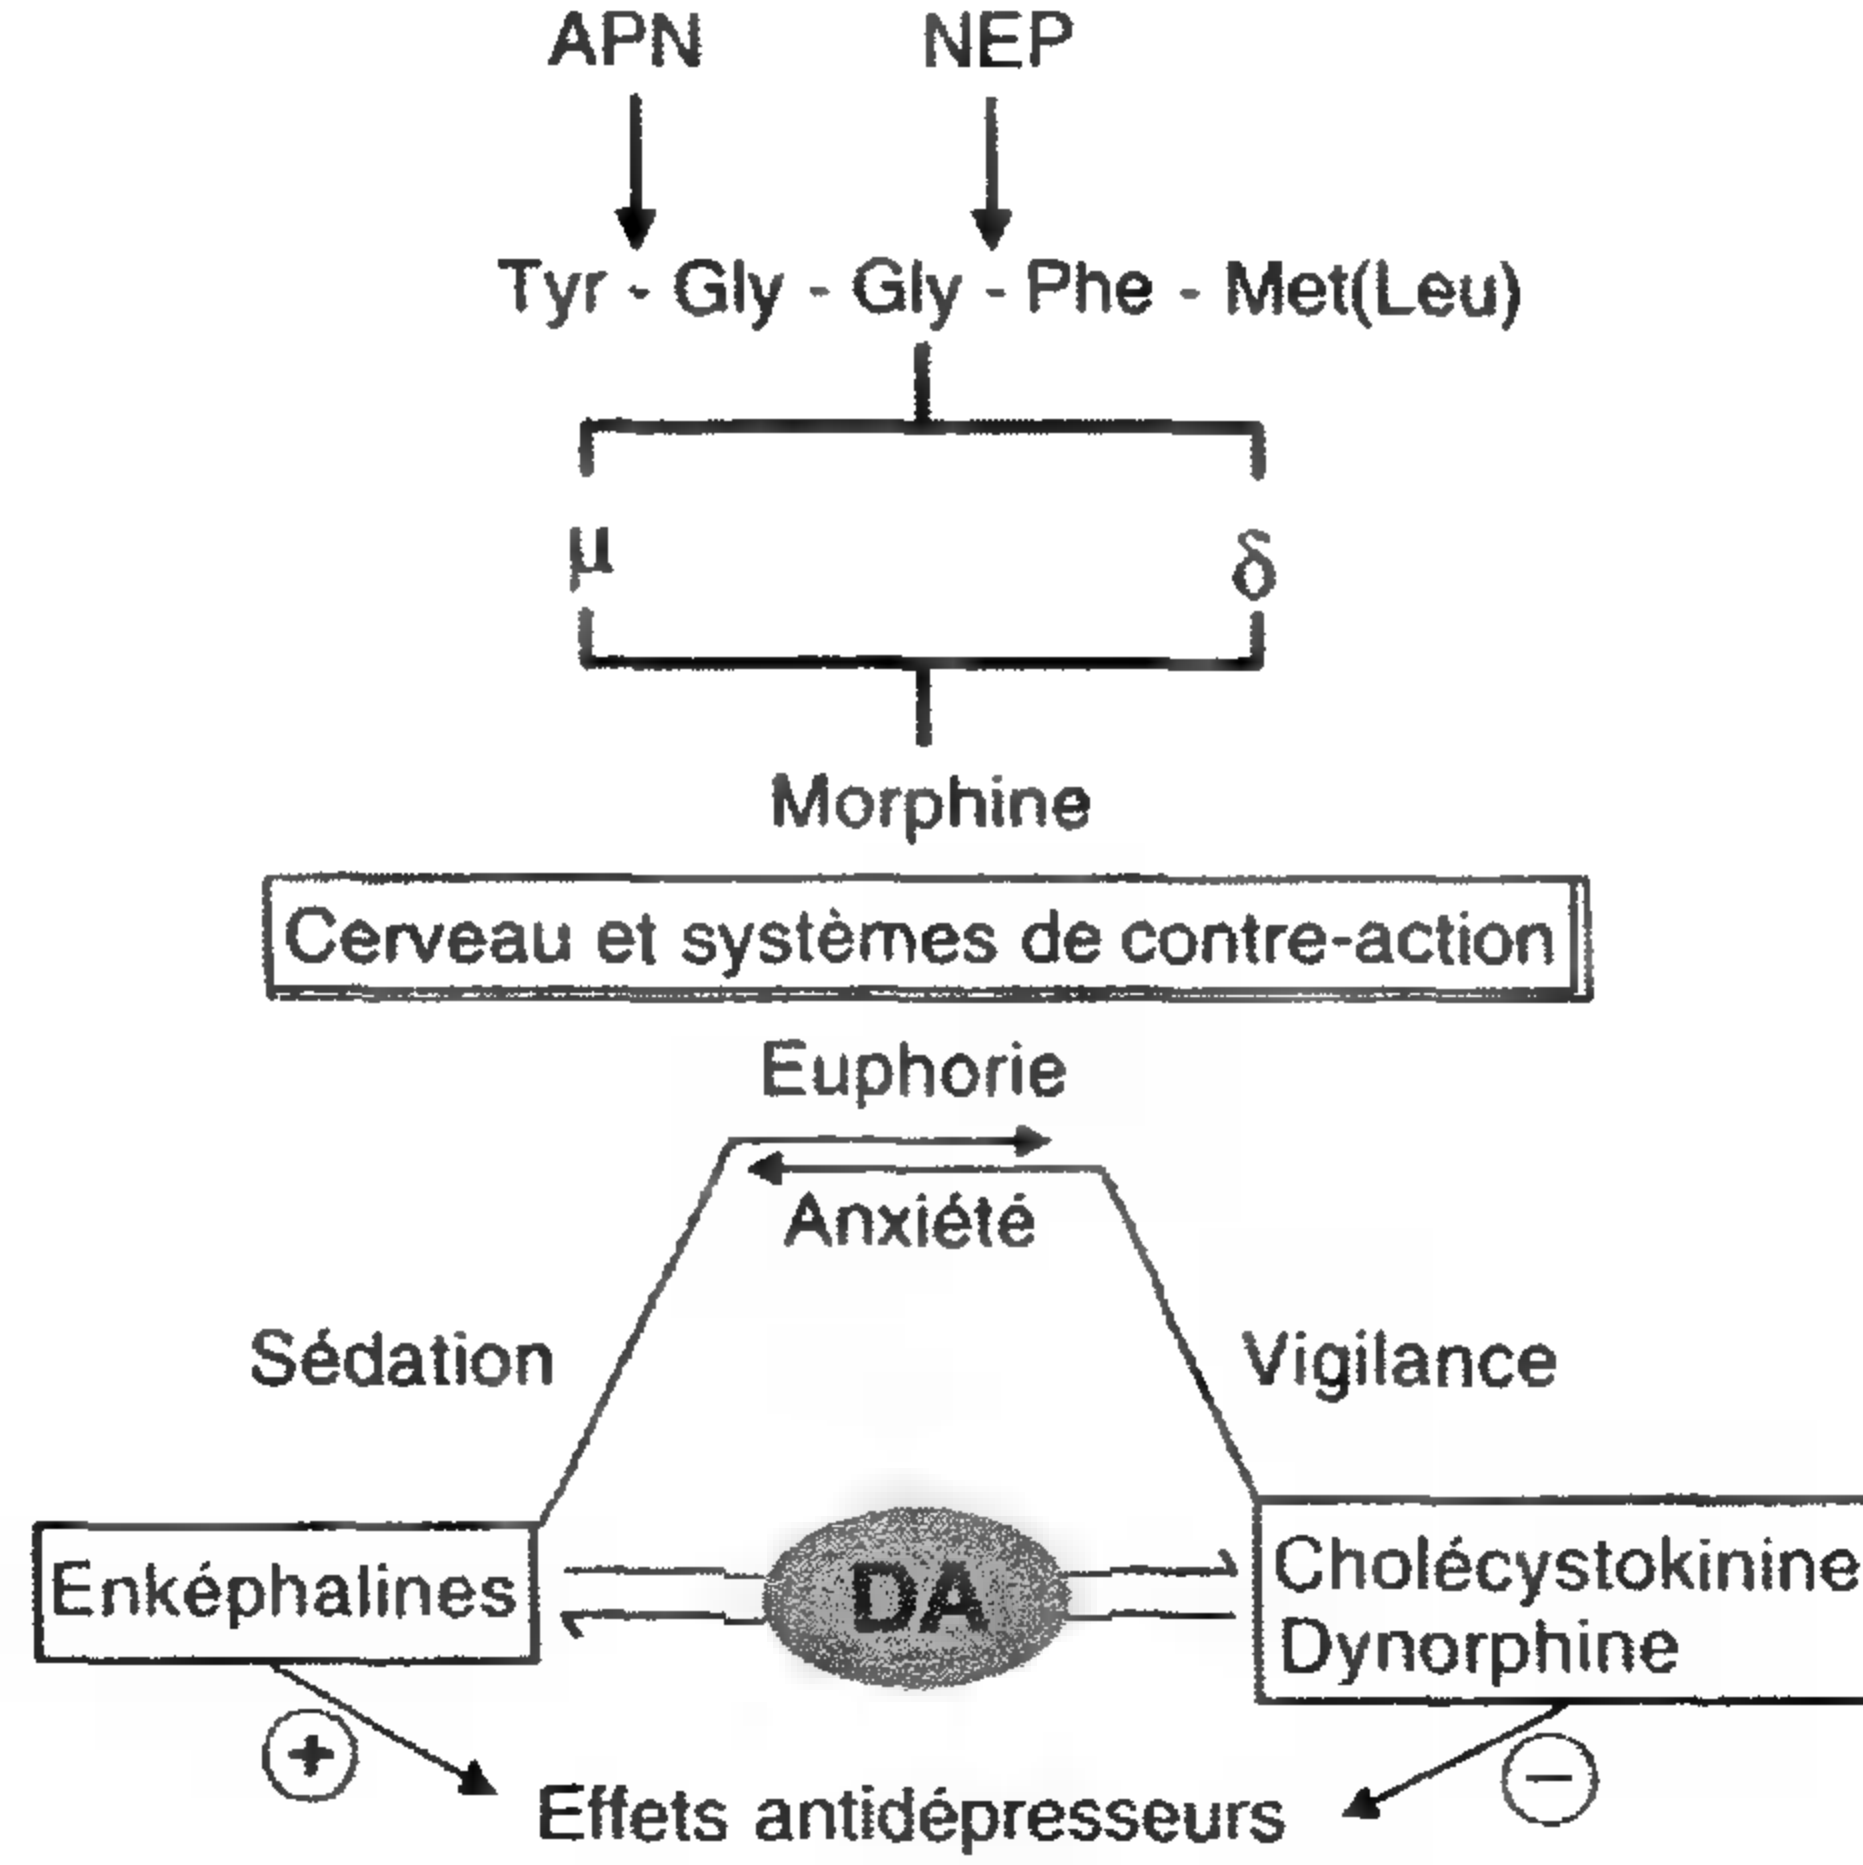 APN NEP
Tyr - Gly - Gly - Phe - Met(Leu)
µ δ
Morphine
Cerveau et systèmes de contre-action
Euphorie
Anxiété
Sédation Vigilance
Enképhalines DA Cholécystokinine
Dynorphine
+ −
Effets antidépresseurs